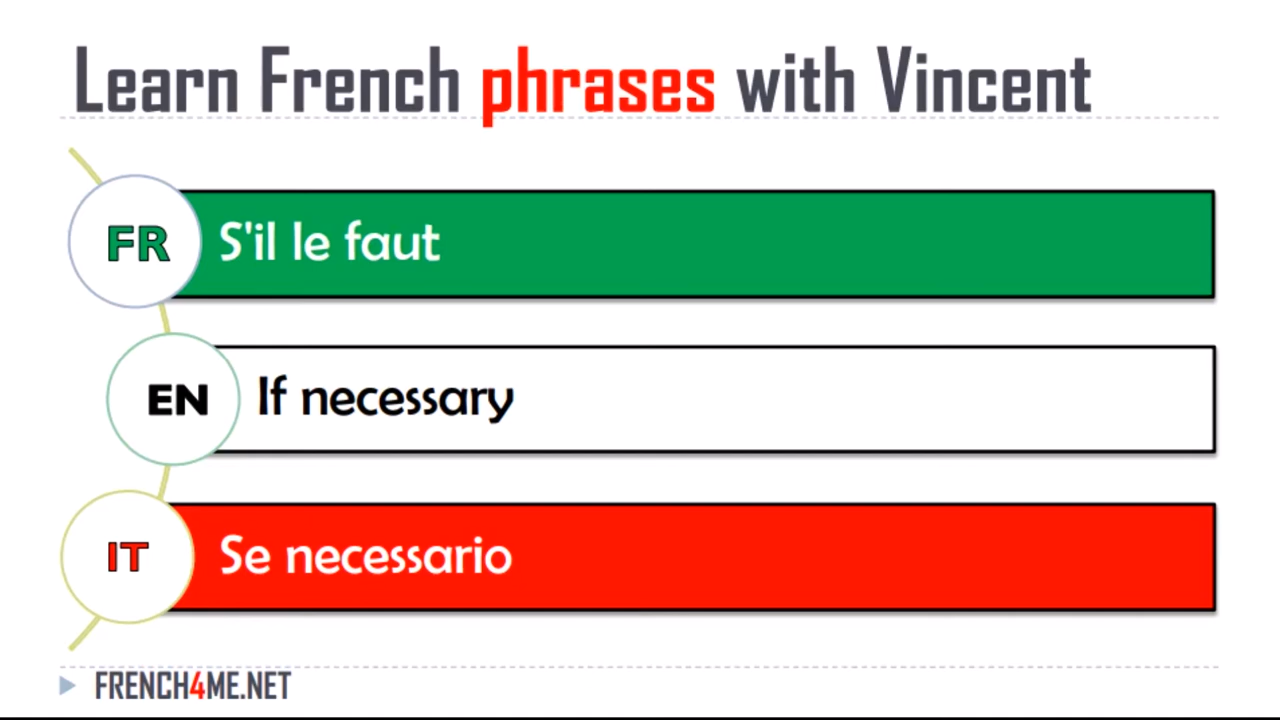 Learn French phrases with Vincent
FR S'il le faut
EN If necessary
IT Se necessario
FRENCH4ME.NET